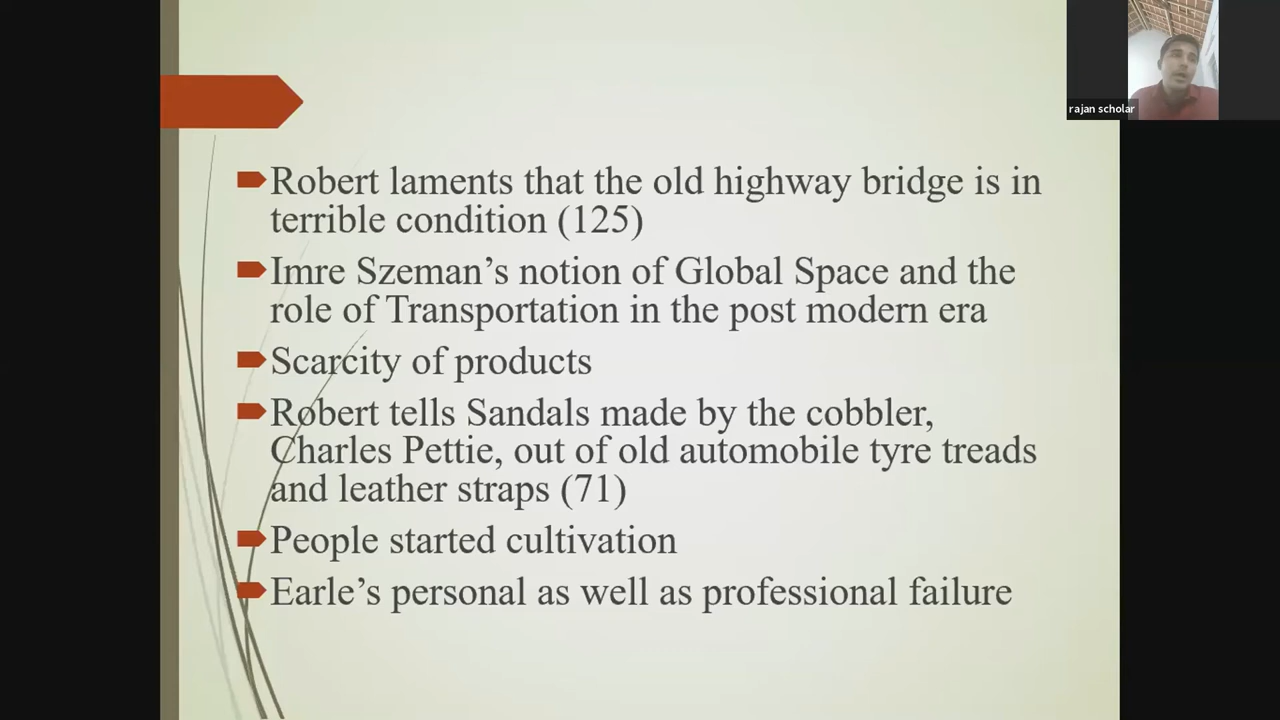 rajan scholar
Robert laments that the old highway bridge is in
terrible condition (125)
Imre Szeman’s notion of Global Space and the
role of Transportation in the post modern era
Scarcity of products
Robert tells Sandals made by the cobbler,
Charles Pettie, out of old automobile tyre treads
and leather straps (71)
People started cultivation
Earle’s personal as well as professional failure